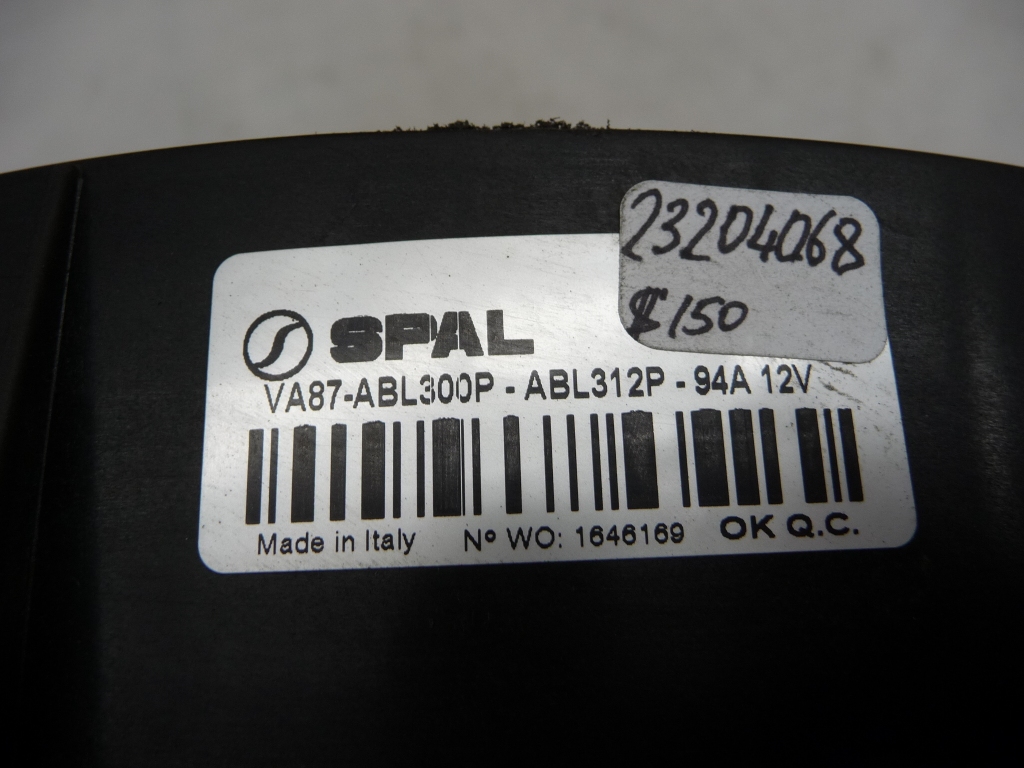 23204068
$150
SPAL
VA87-ABL300P - ABL312P - 94A 12V
Made in Italy Nº WO: 1646169 OK Q.C.